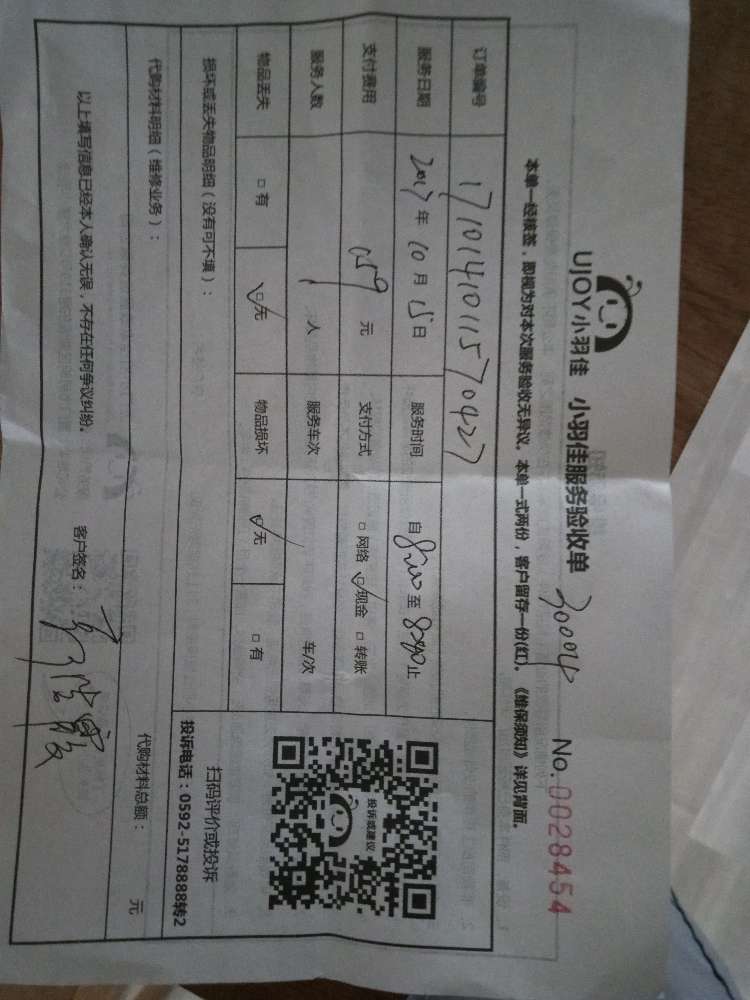 UJOY小羽佳 小羽佳服务验收单 30004 No.0028454
本单一经核签,即视为对本次服务验收无异议。本单一式两份,客户留存一份(红)。《维保须知》详见背面。
订单编号 1710141011570427
服务日期 2017年10月15日 服务时间 自8:00至8:40止
支付费用 元 支付方式 □网络 ☑现金 □转账
服务人数 1人 服务车次 车/次
物品丢失 □有 ☑无 物品损坏 ☑无 □有
损坏或丢失物品明细(没有可不填):
投诉或建议
扫码评价或投诉
投诉电话:0592-5178888转2
代购材料明细(维修业务): 代购材料总额: 元
以上填写信息已经本人确认无误,不存在任何争议纠纷。 客户签名: